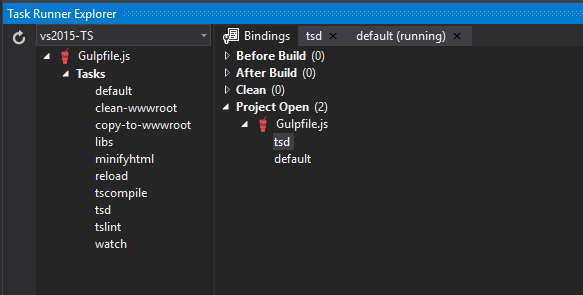 Task Runner Explorer
vs2015-TS
Gulpfile.js
Tasks
default
clean-wwwroot
copy-to-wwwroot
libs
minifyhtml
reload
tscompile
tsd
tslint
watch
Bindings tsd × default (running) ×
Before Build (0)
After Build (0)
Clean (0)
Project Open (2)
Gulpfile.js
tsd
default